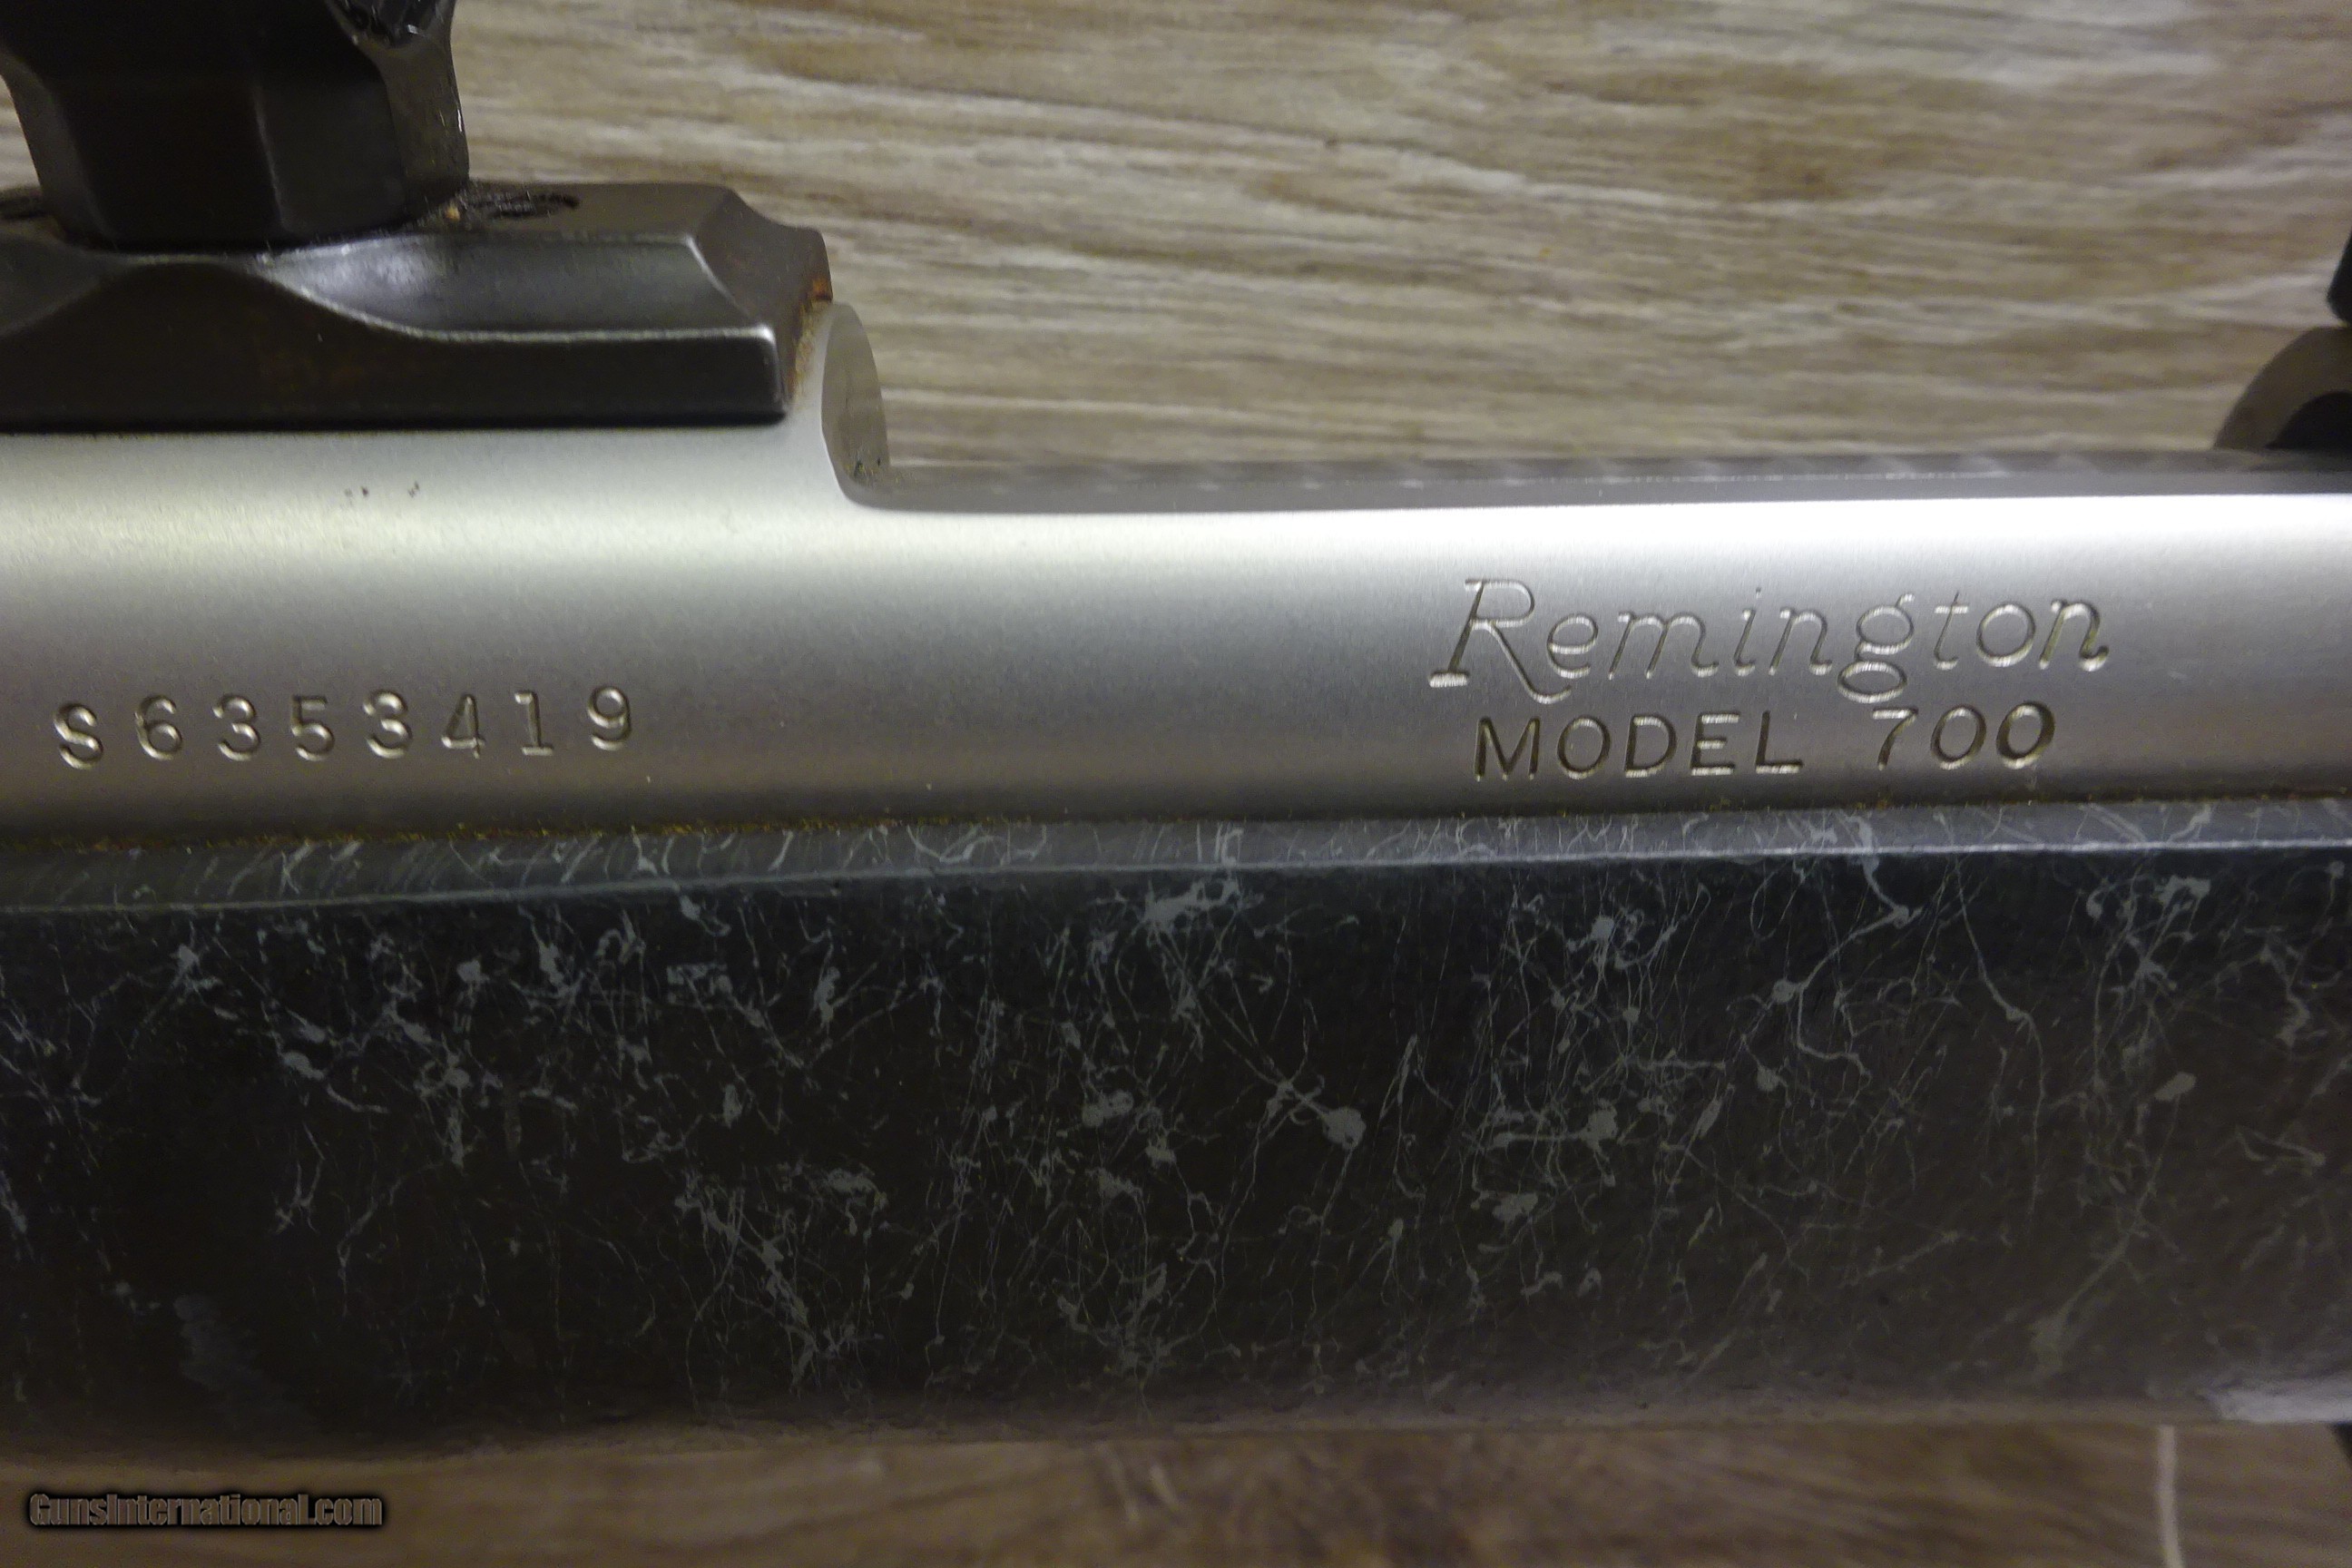 S6353419
Remington
MODEL 700
GunsInternational.com